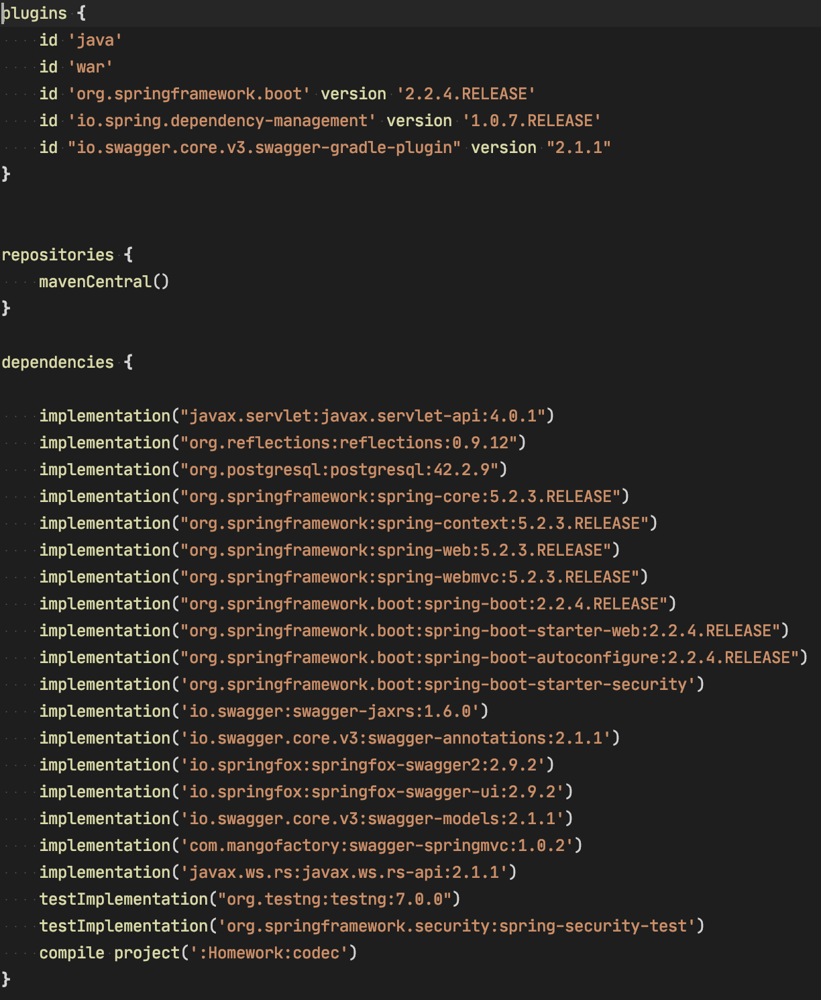 plugins {
    id 'java'
    id 'war'
    id 'org.springframework.boot' version '2.2.4.RELEASE'
    id 'io.spring.dependency-management' version '1.0.7.RELEASE'
    id "io.swagger.core.v3.swagger-gradle-plugin" version "2.1.1"
}
repositories {
    mavenCentral()
}
dependencies {
    implementation("javax.servlet:javax.servlet-api:4.0.1")
    implementation("org.reflections:reflections:0.9.12")
    implementation("org.postgresql:postgresql:42.2.9")
    implementation("org.springframework:spring-core:5.2.3.RELEASE")
    implementation("org.springframework:spring-context:5.2.3.RELEASE")
    implementation("org.springframework:spring-web:5.2.3.RELEASE")
    implementation("org.springframework:spring-webmvc:5.2.3.RELEASE")
    implementation("org.springframework.boot:spring-boot:2.2.4.RELEASE")
    implementation("org.springframework.boot:spring-boot-starter-web:2.2.4.RELEASE")
    implementation("org.springframework.boot:spring-boot-autoconfigure:2.2.4.RELEASE")
    implementation('org.springframework.boot:spring-boot-starter-security')
    implementation('io.swagger:swagger-jaxrs:1.6.0')
    implementation('io.swagger.core.v3:swagger-annotations:2.1.1')
    implementation('io.springfox:springfox-swagger2:2.9.2')
    implementation('io.springfox:springfox-swagger-ui:2.9.2')
    implementation('io.swagger.core.v3:swagger-models:2.1.1')
    implementation('com.mangofactory:swagger-springmvc:1.0.2')
    implementation('javax.ws.rs:javax.ws.rs-api:2.1.1')
    testImplementation("org.testng:testng:7.0.0")
    testImplementation('org.springframework.security:spring-security-test')
    compile project(':Homework:codec')
}